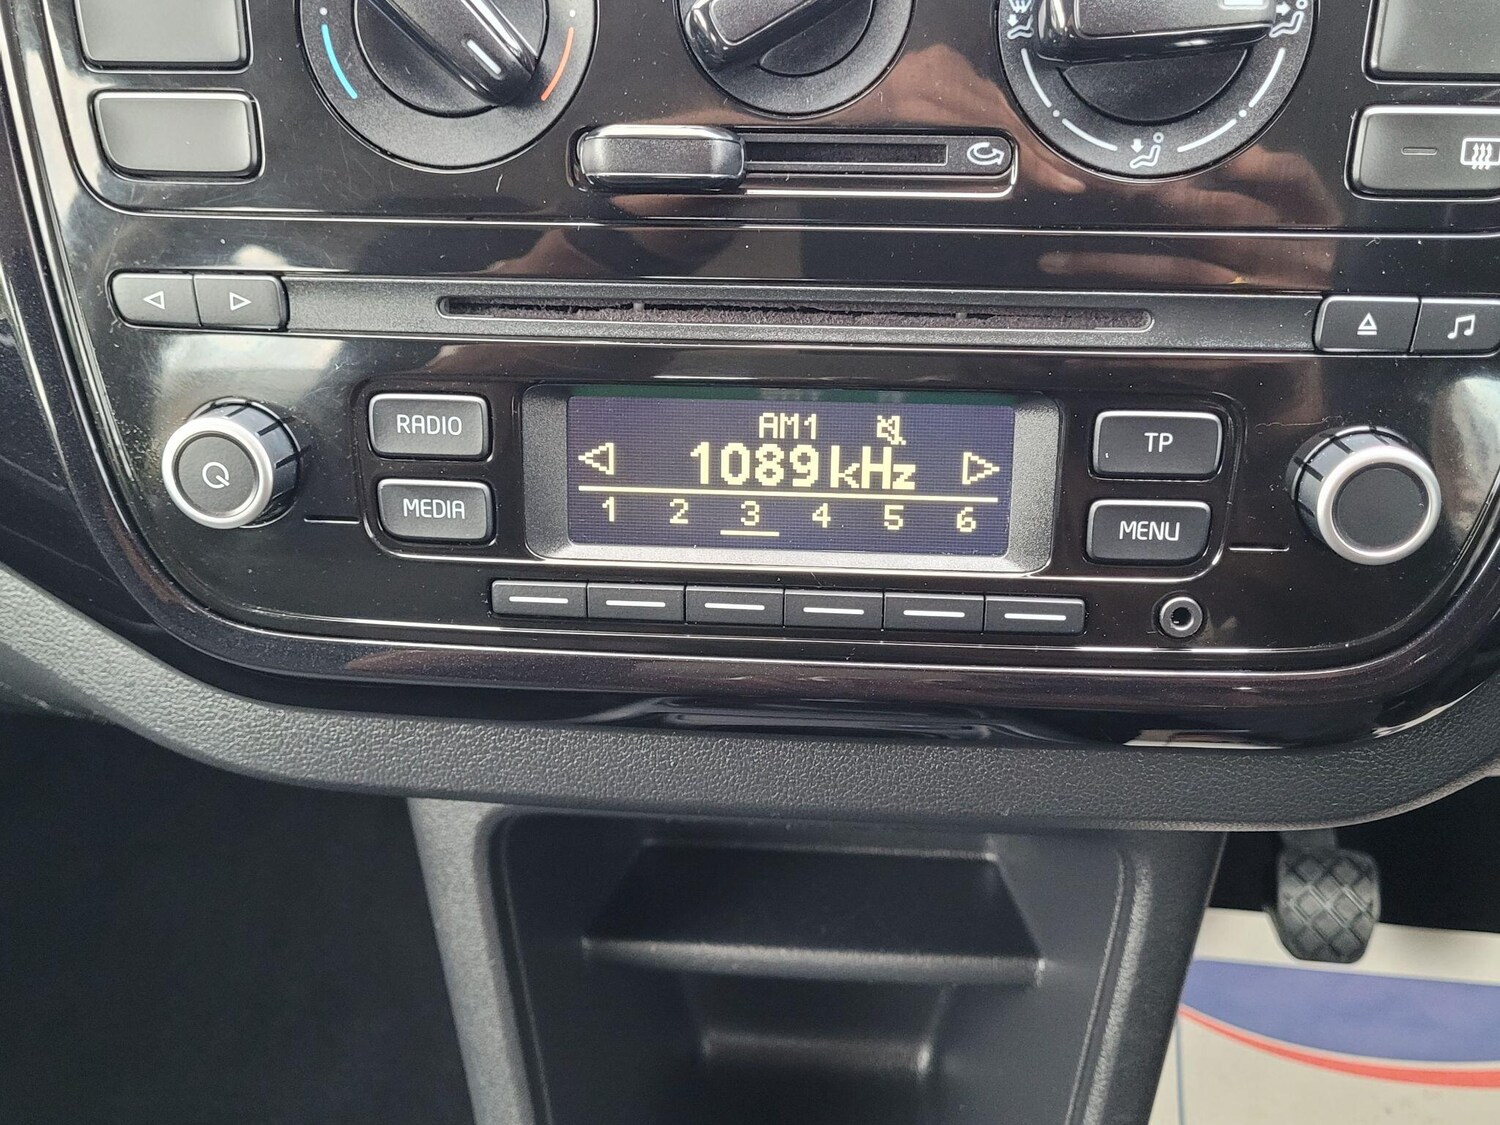 RADIO
MEDIA
AM1
1089 kHz
1 2 3 4 5 6
TP
MENU